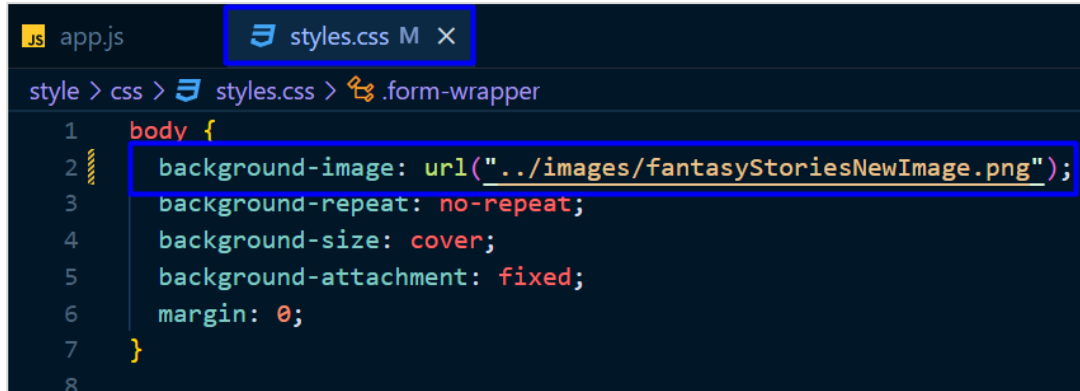 JS app.js styles.css M ×
style > css > styles.css > .form-wrapper
1 body {
2 background-image: url("../images/fantasyStoriesNewImage.png");
3 background-repeat: no-repeat;
4 background-size: cover;
5 background-attachment: fixed;
6 margin: 0;
7 }
8